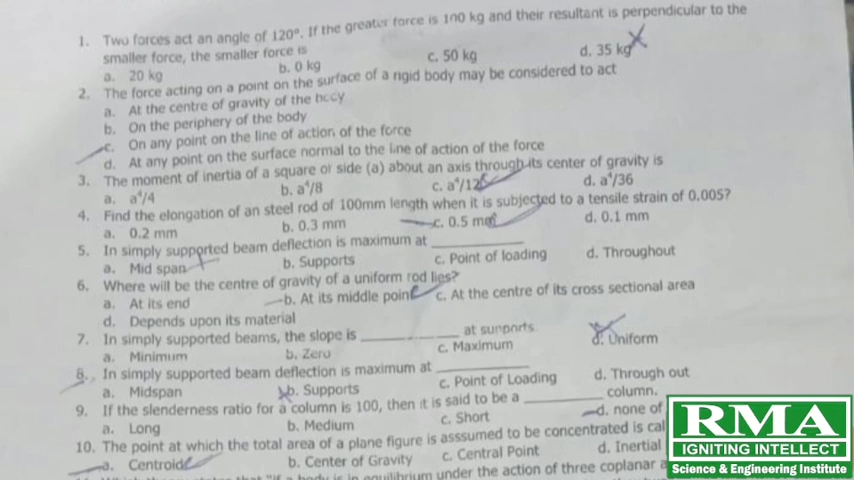 1. Two forces act an angle of 120°. If the greater force is 100 kg and their resultant is perpendicular to the
smaller force, the smaller force is
a. 20 kg b. 0 kg c. 50 kg d. 35 kg
2. The force acting on a point on the surface of a rigid body may be considered to act
a. At the centre of gravity of the body
b. On the periphery of the body
c. On any point on the line of action of the force
d. At any point on the surface normal to the line of action of the force
3. The moment of inertia of a square of side (a) about an axis through its center of gravity is
a. a⁴/4 b. a⁴/8 c. a⁴/12 d. a⁴/36
4. Find the elongation of an steel rod of 100mm length when it is subjected to a tensile strain of 0.005?
a. 0.2 mm b. 0.3 mm c. 0.5 mm d. 0.1 mm
5. In simply supported beam deflection is maximum at ____________
a. Mid span b. Supports c. Point of loading d. Throughout
6. Where will be the centre of gravity of a uniform rod lies?
a. At its end b. At its middle point c. At the centre of its cross sectional area
d. Depends upon its material
7. In simply supported beams, the slope is ____________ at supports.
a. Minimum b. Zero c. Maximum d. Uniform
8. In simply supported beam deflection is maximum at ____________
a. Midspan b. Supports c. Point of Loading d. Through out
9. If the slenderness ratio for a column is 100, then it is said to be a __________ column.
a. Long b. Medium c. Short d. none of
10. The point at which the total area of a plane figure is asssumed to be concentrated is cal
a. Centroid b. Center of Gravity c. Central Point d. Inertial
equilibrium under the action of three coplanar
RMA
IGNITING INTELLECT
Science & Engineering Institute